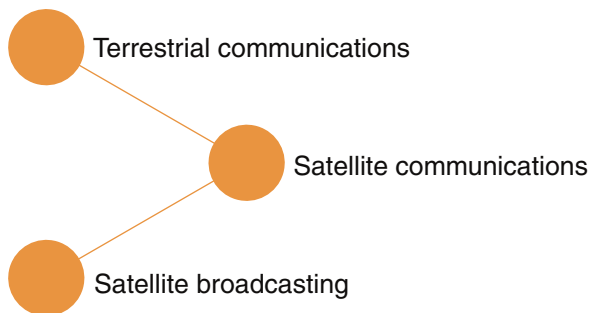 Terrestrial communications
Satellite communications
Satellite broadcasting